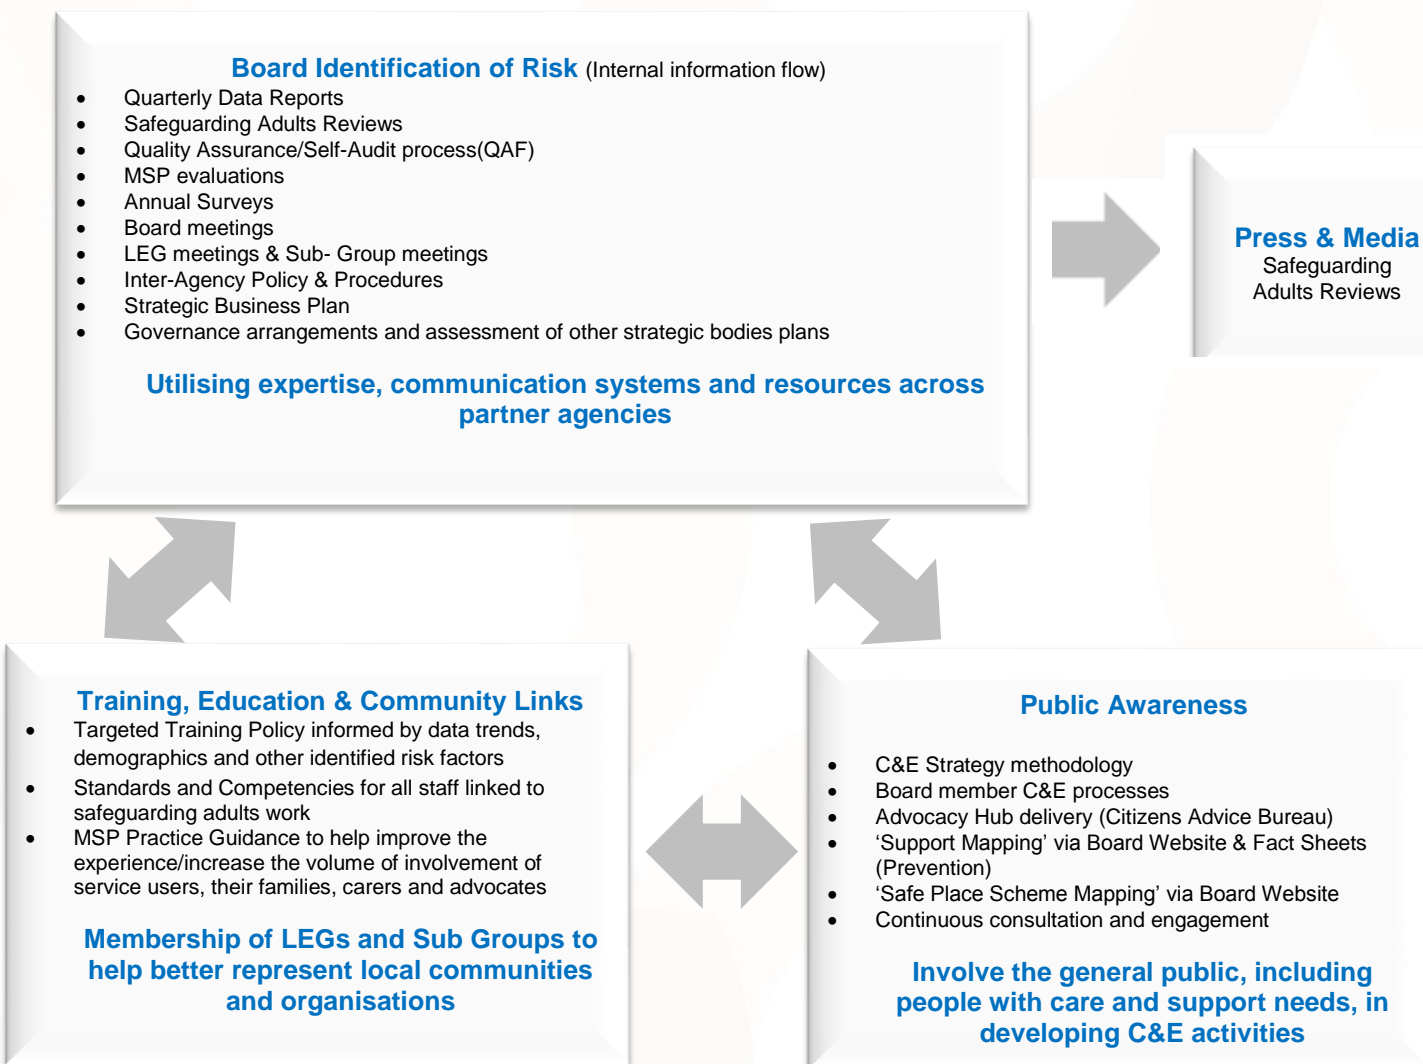 Board Identification of Risk (Internal information flow)
• Quarterly Data Reports
• Safeguarding Adults Reviews
• Quality Assurance/Self-Audit process(QAF)
• MSP evaluations
• Annual Surveys
• Board meetings
• LEG meetings & Sub- Group meetings
• Inter-Agency Policy & Procedures
• Strategic Business Plan
• Governance arrangements and assessment of other strategic bodies plans
Utilising expertise, communication systems and resources across
partner agencies
Press & Media
Safeguarding
Adults Reviews
Training, Education & Community Links
• Targeted Training Policy informed by data trends,
demographics and other identified risk factors
• Standards and Competencies for all staff linked to
safeguarding adults work
• MSP Practice Guidance to help improve the
experience/increase the volume of involvement of
service users, their families, carers and advocates
Membership of LEGs and Sub Groups to
help better represent local communities
and organisations
Public Awareness
• C&E Strategy methodology
• Board member C&E processes
• Advocacy Hub delivery (Citizens Advice Bureau)
• ‘Support Mapping’ via Board Website & Fact Sheets
(Prevention)
• ‘Safe Place Scheme Mapping’ via Board Website
• Continuous consultation and engagement
Involve the general public, including
people with care and support needs, in
developing C&E activities